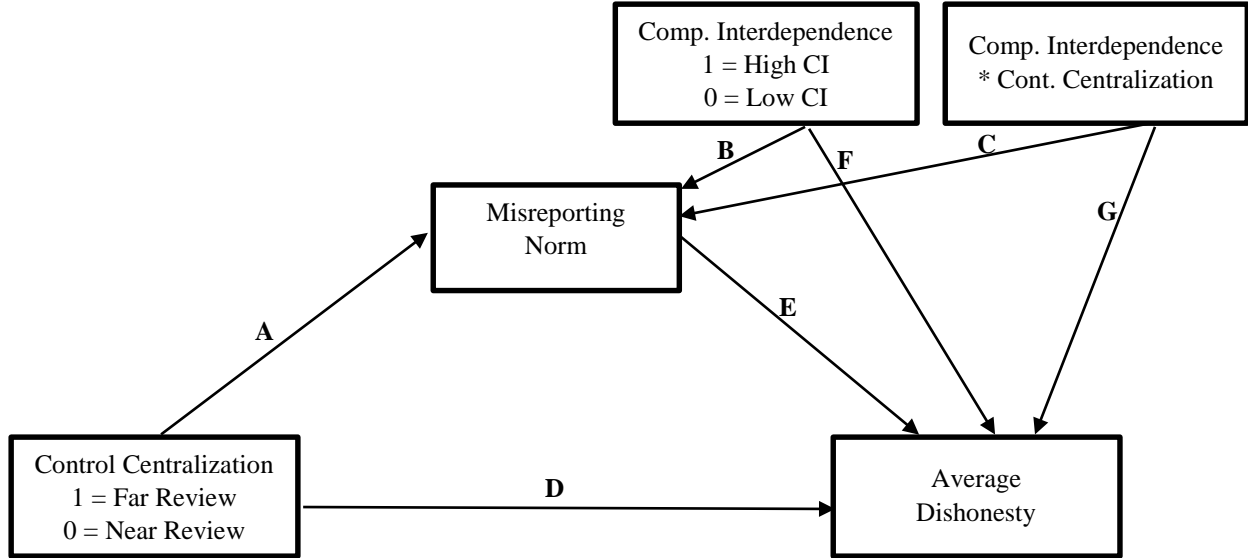 Comp. Interdependence
1 = High CI
0 = Low CI
Comp. Interdependence
* Cont. Centralization
B
F
C
G
Misreporting
Norm
E
A
Control Centralization
1 = Far Review
0 = Near Review
D
Average
Dishonesty